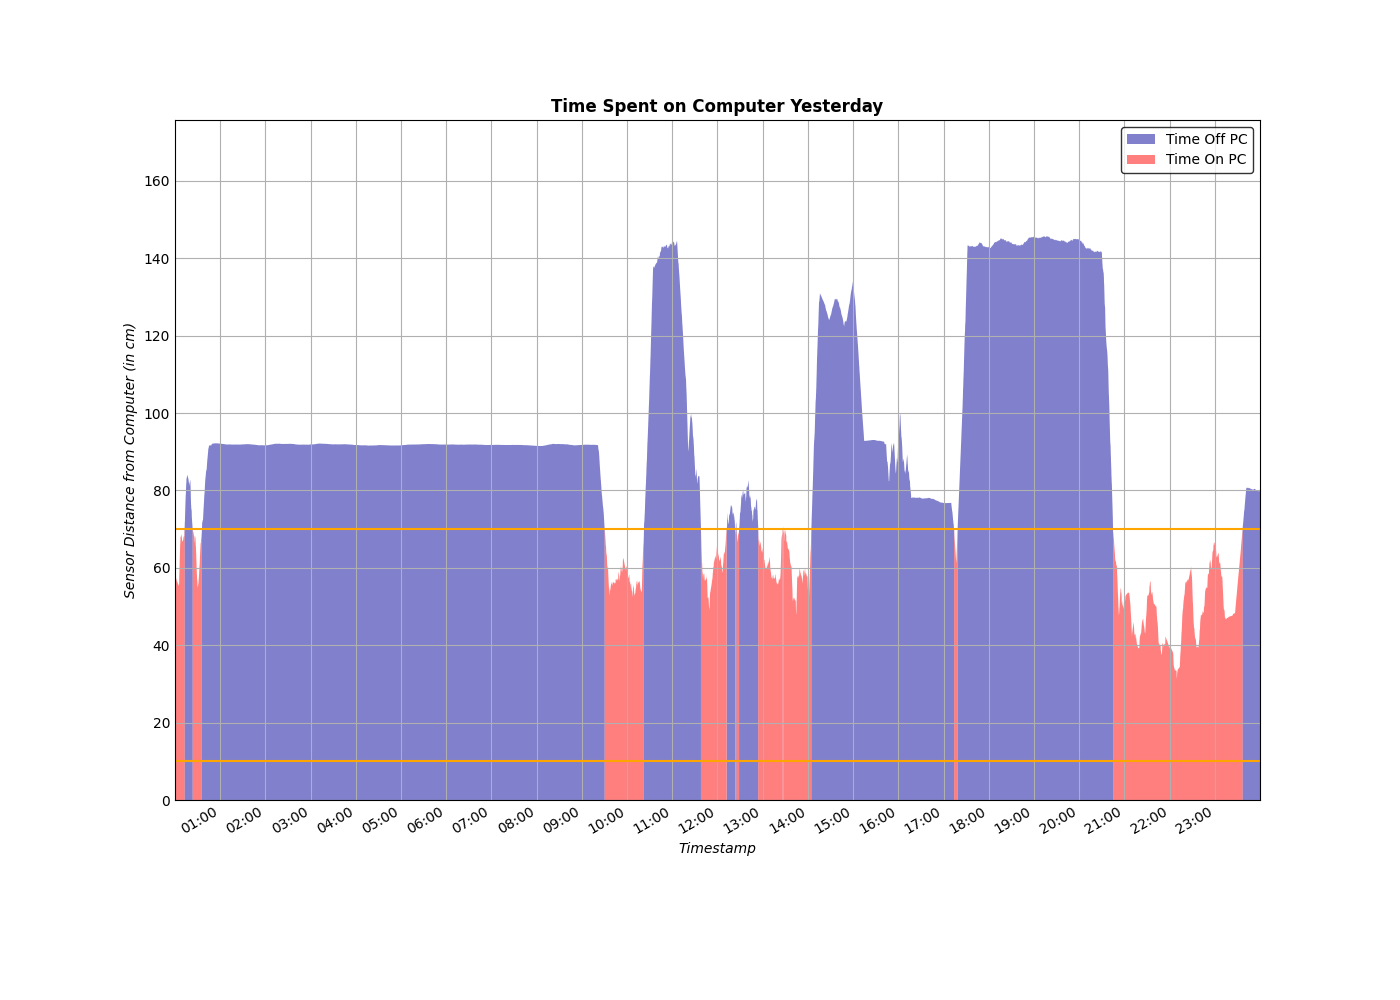 Time Spent on Computer Yesterday
Time Off PC
Time On PC
Sensor Distance from Computer (in cm)
160
140
120
100
80
60
40
20
0
01:00 02:00 03:00 04:00 05:00 06:00 07:00 08:00 09:00 10:00 11:00 12:00 13:00 14:00 15:00 16:00 17:00 18:00 19:00 20:00 21:00 22:00 23:00
Timestamp